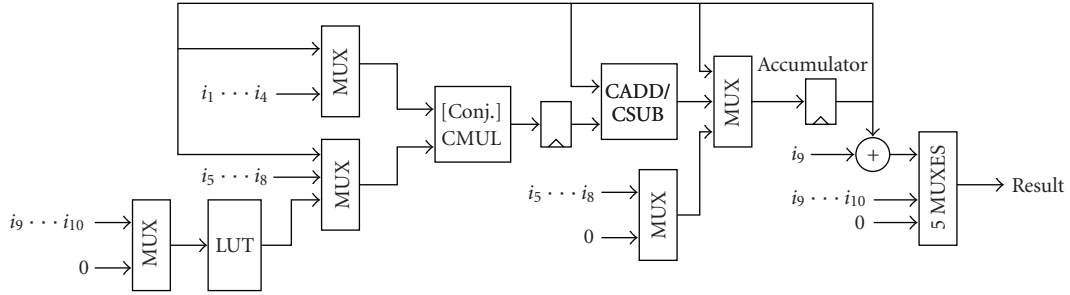 MUX
i₁ ··· i₄
[Conj.]
CMUL
CADD/
CSUB
MUX
Accumulator
i₅ ··· i₈
MUX
i₉
+
i₉ ··· i₁₀
0
5 MUXES
Result
i₅ ··· i₈
0
MUX
i₉ ··· i₁₀
0
MUX
LUT